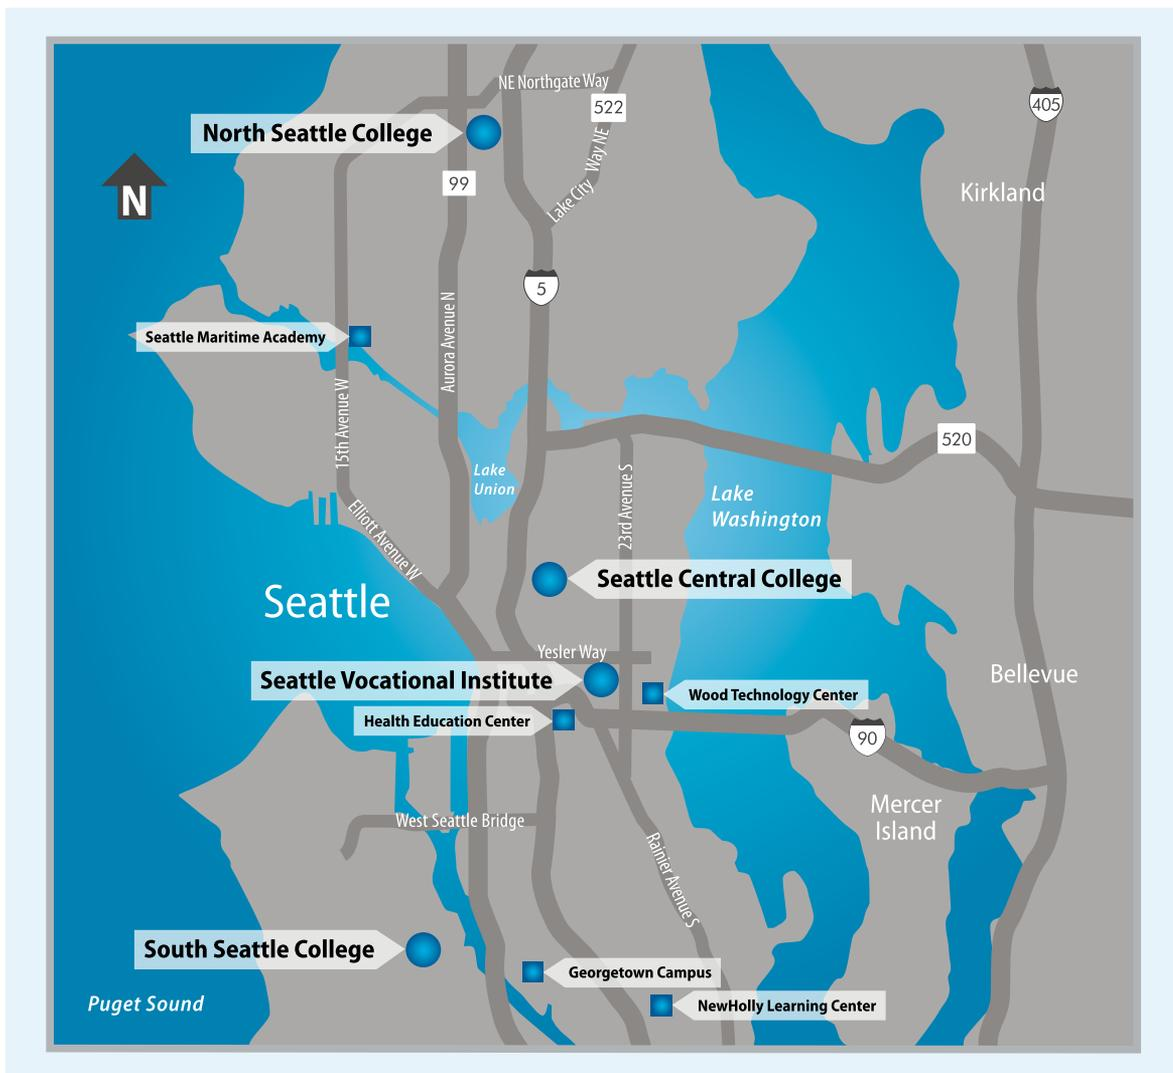 NE Northgate Way
522
405
North Seattle College
99
Lake City Way NE
N
Kirkland
5
Seattle Maritime Academy
Aurora Avenue N
15th Avenue W
520
Lake
Union
23rd Avenue S
Lake
Washington
Elliott Avenue W
Seattle Central College
Seattle
Yesler Way
Seattle Vocational Institute
Bellevue
Wood Technology Center
Health Education Center
90
Mercer
Island
West Seattle Bridge
Rainier Avenue S
South Seattle College
Georgetown Campus
Puget Sound
NewHolly Learning Center